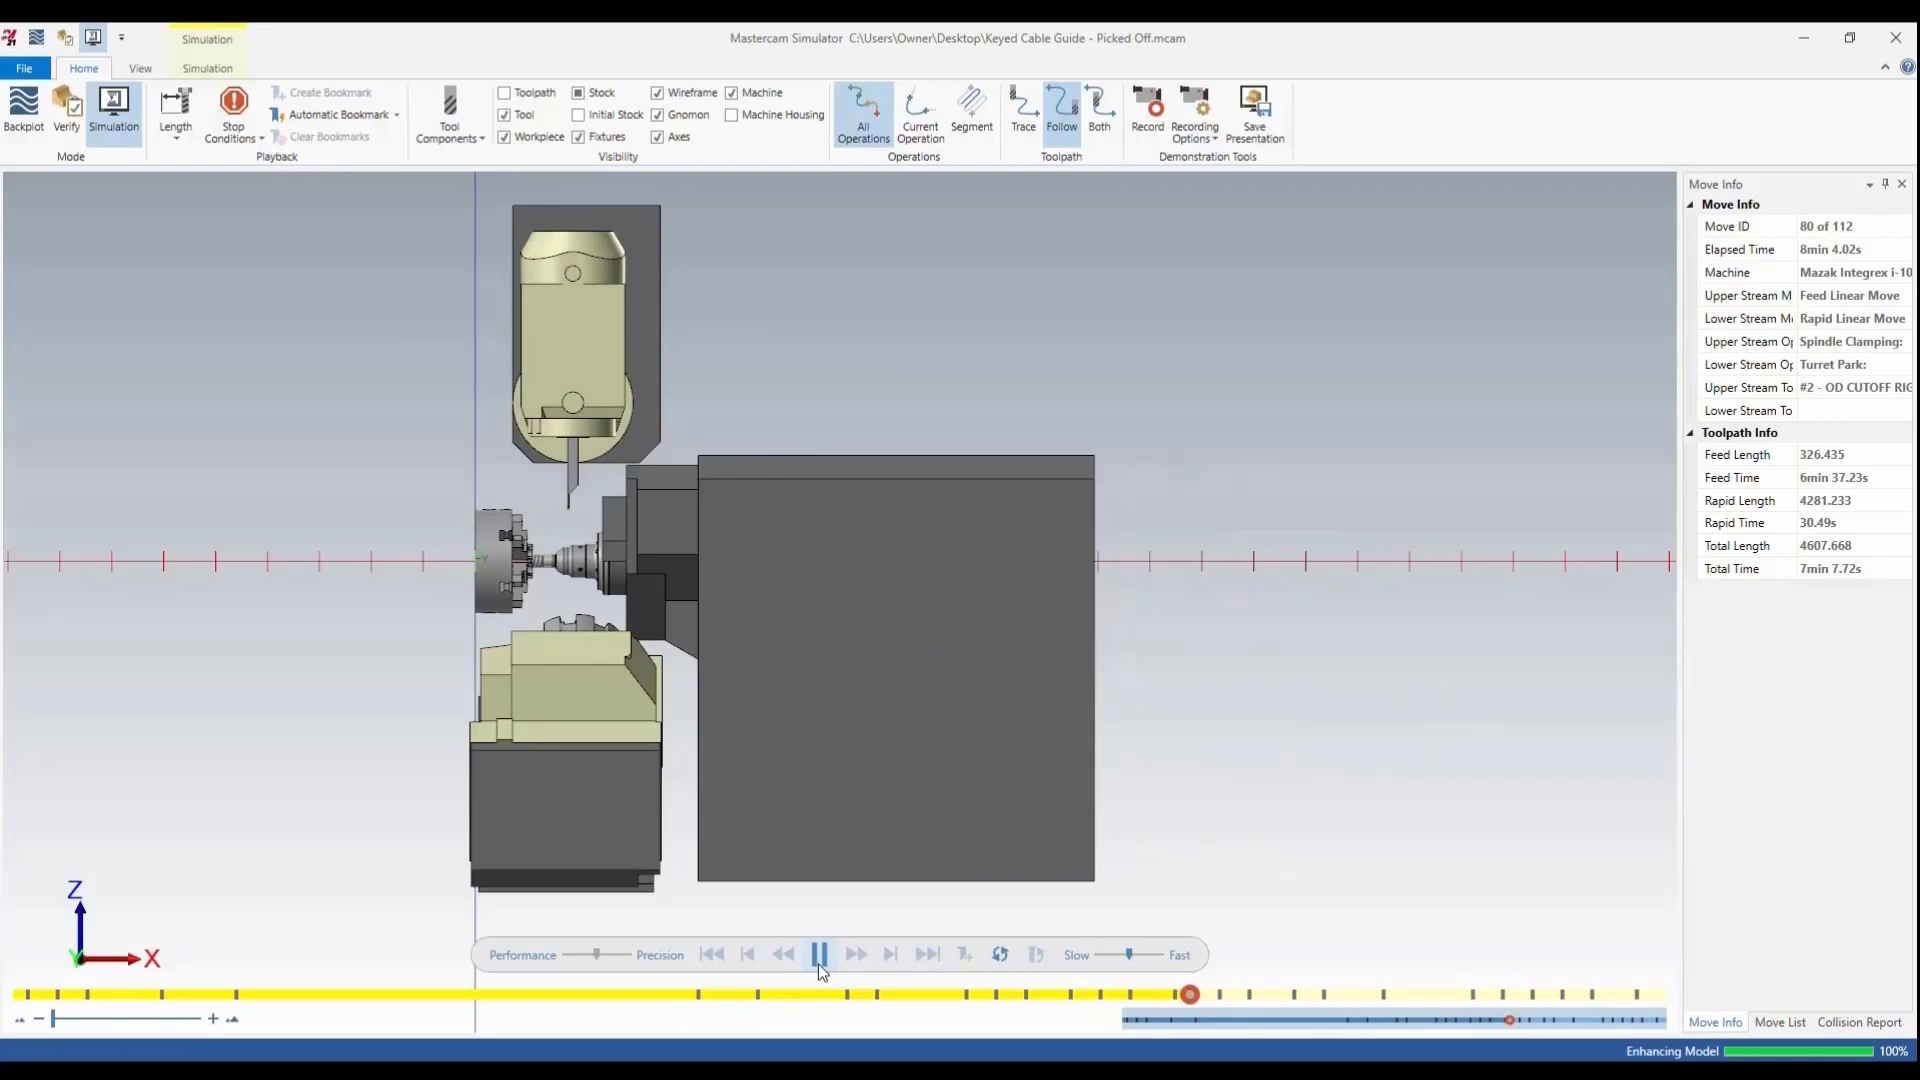 Simulation
Mastercam Simulator C:\Users\Owner\Desktop\Keyed Cable Guide - Picked Off.mcam
File Home View Simulation
Create Bookmark Toolpath Stock Wireframe Machine
Automatic Bookmark Tool Initial Stock Gnomon Machine Housing
Backplot Verify Simulation Length Stop Conditions Clear Bookmarks Tool Components Workpiece Fixtures Axes All Operations Current Operation Segment Trace Follow Both Record Recording Options Save Presentation
Mode Playback Visibility Operations Toolpath Demonstration Tools
Move Info
Move Info
Move ID 80 of 112
Elapsed Time 8min 4.02s
Machine Mazak Integrex i-10
Upper Stream M Feed Linear Move
Lower Stream M Rapid Linear Move
Upper Stream Op Spindle Clamping:
Lower Stream Op Turret Park:
Upper Stream To #2 - OD CUTOFF RIG
Lower Stream To
Toolpath Info
Feed Length 326.435
Feed Time 6min 37.23s
Rapid Length 4281.233
Rapid Time 30.49s
Total Length 4607.668
Total Time 7min 7.72s
Z
Y X
Performance Precision Slow Fast
Move Info Move List Collision Report
Enhancing Model 100%